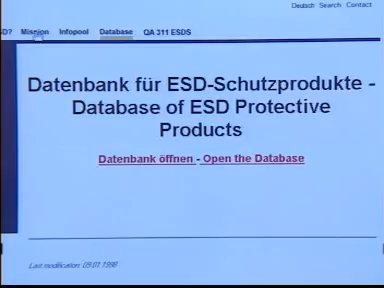 Deutsch Search Contact
SD? Mission Infopool Database QA 311 ESDS
Datenbank für ESD-Schutzprodukte -
Database of ESD Protective
Products
Datenbank öffnen - Open the Database
Last modification: 09.01.1998